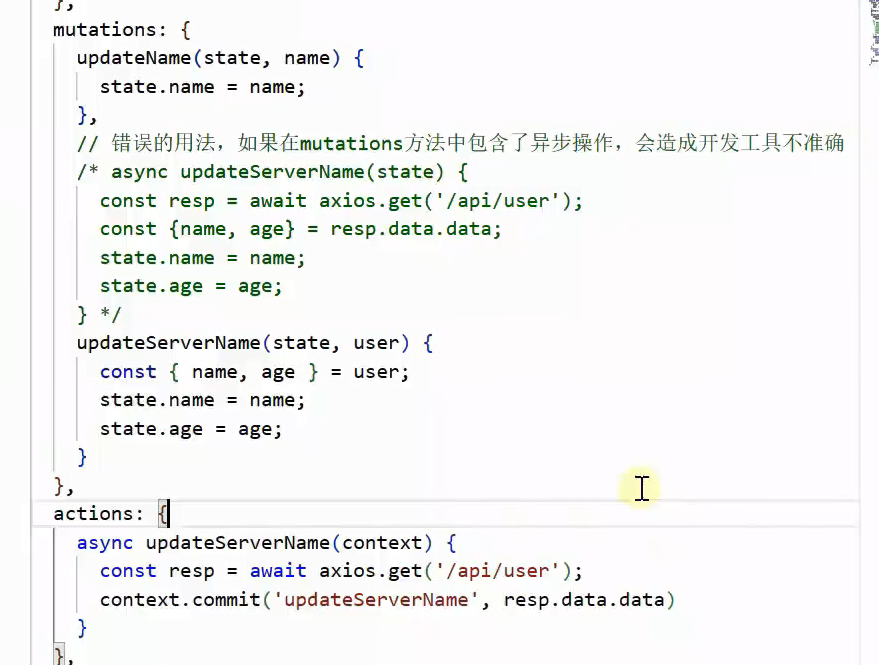 },
mutations: {
updateName(state, name) {
state.name = name;
},
// 错误的用法，如果在mutations方法中包含了异步操作，会造成开发工具不准确
/* async updateServerName(state) {
const resp = await axios.get('/api/user');
const {name, age} = resp.data.data;
state.name = name;
state.age = age;
} */
updateServerName(state, user) {
const { name, age } = user;
state.name = name;
state.age = age;
}
},
actions: {
async updateServerName(context) {
const resp = await axios.get('/api/user');
context.commit('updateServerName', resp.data.data)
}
},